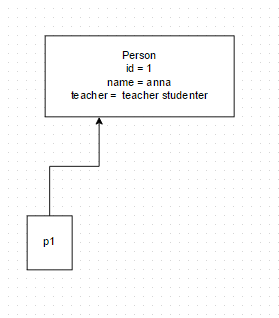 Person
id = 1
name = anna
teacher = teacher studenter
p1